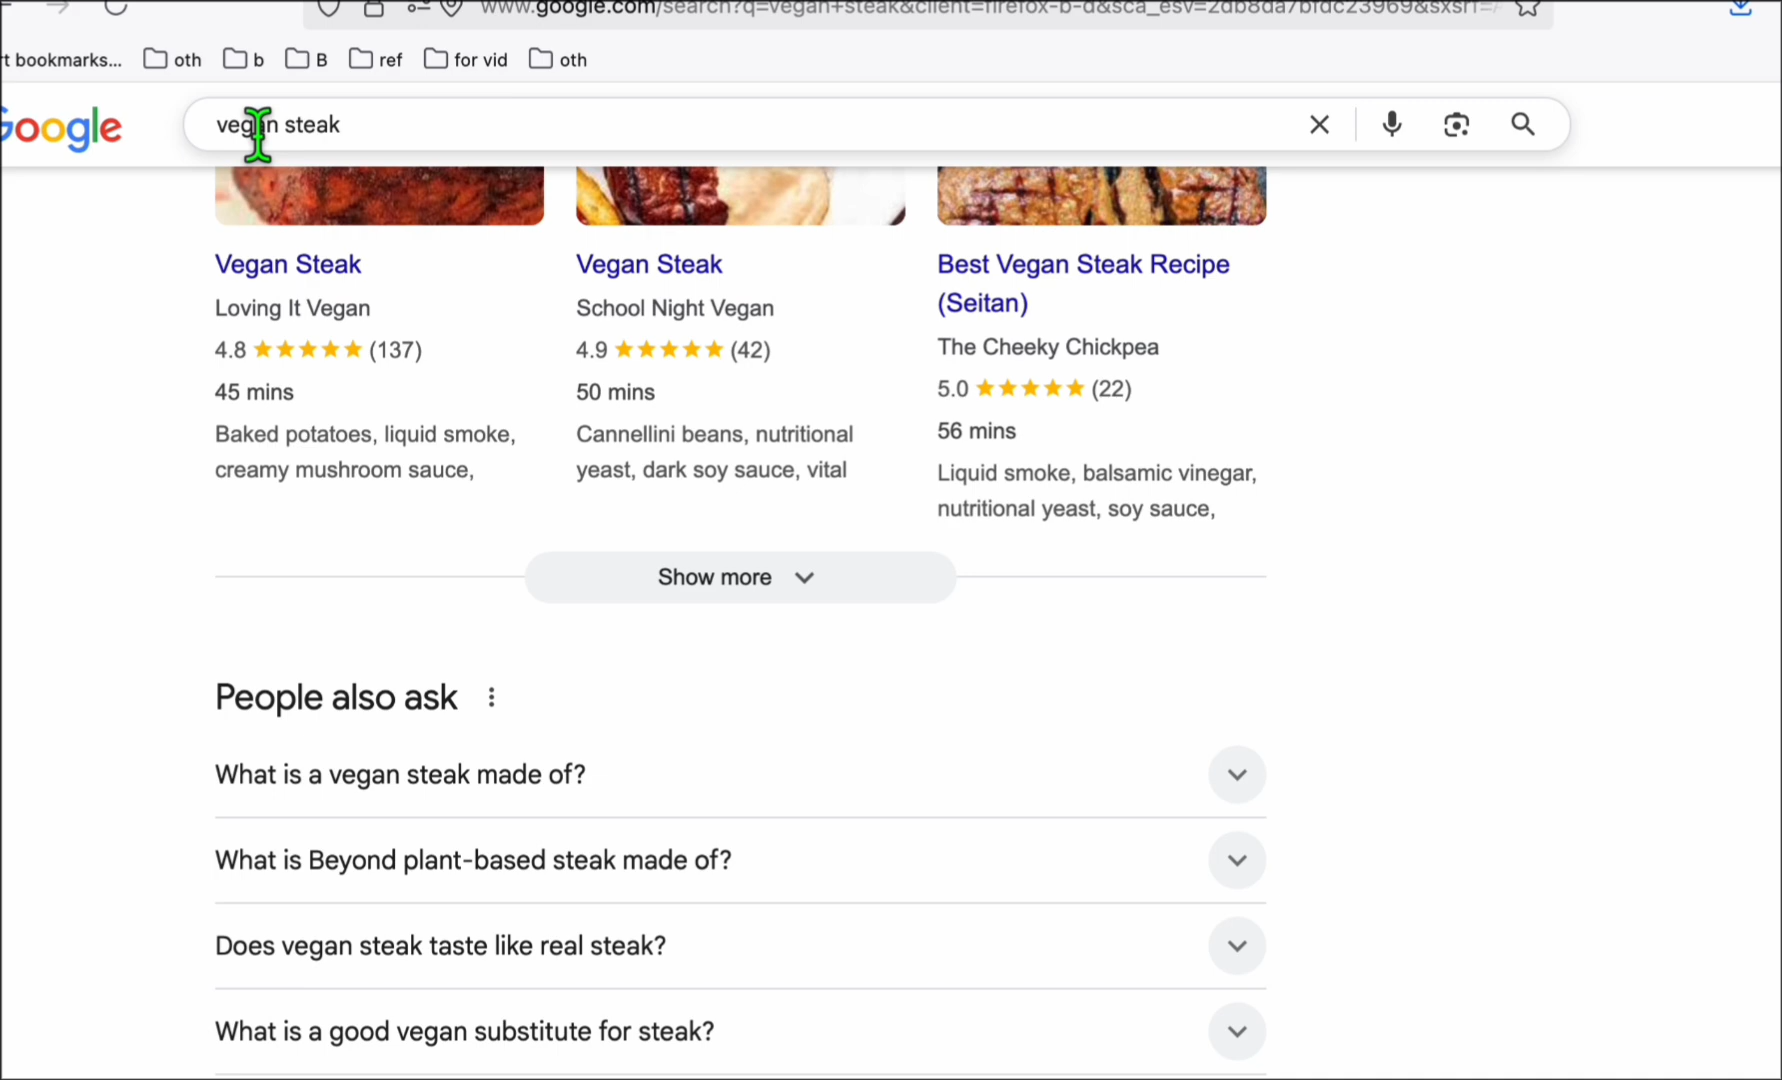 www.google.com/search?q=vegan+steak&client=firefox-b-d&sca_esv=2db8da7bfdc23969&sxsrf=
t bookmarks... oth b B ref for vid oth
Google vegan steak
Vegan Steak
Loving It Vegan
4.8 ★★★★★ (137)
45 mins
Baked potatoes, liquid smoke,
creamy mushroom sauce,
Vegan Steak
School Night Vegan
4.9 ★★★★★ (42)
50 mins
Cannellini beans, nutritional
yeast, dark soy sauce, vital
Best Vegan Steak Recipe
(Seitan)
The Cheeky Chickpea
5.0 ★★★★★ (22)
56 mins
Liquid smoke, balsamic vinegar,
nutritional yeast, soy sauce,
Show more
People also ask
What is a vegan steak made of?
What is Beyond plant-based steak made of?
Does vegan steak taste like real steak?
What is a good vegan substitute for steak?